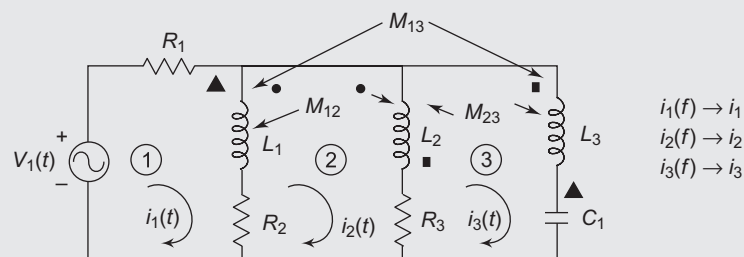 M13
R1
M12
M23
+
V1(t)
−
1
L1
2
L2
3
L3
i1(t)
R2
i2(t)
R3
i3(t)
C1
i1(f) → i1
i2(f) → i2
i3(f) → i3